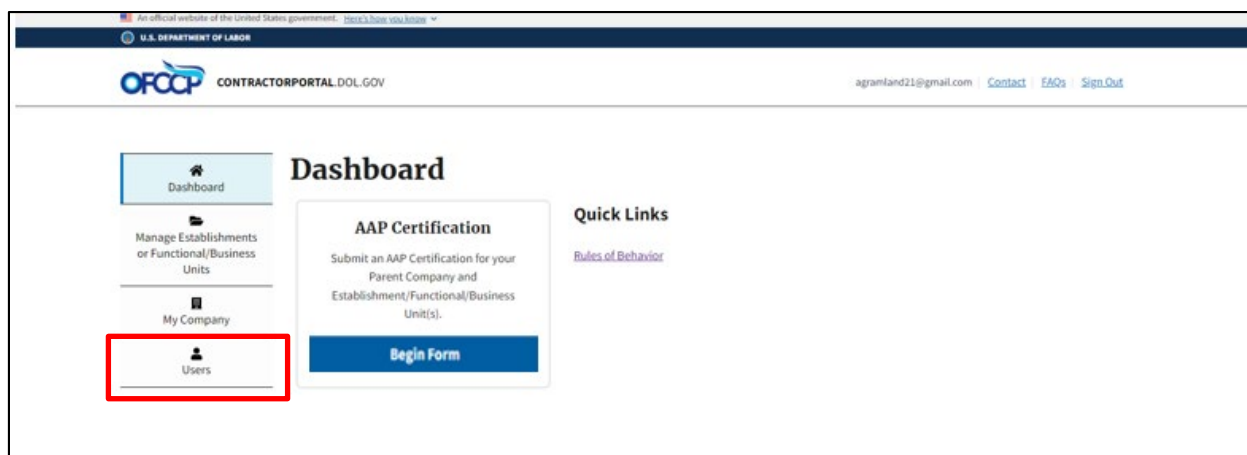 An official website of the United States government. Here's how you know
U.S. DEPARTMENT OF LABOR
OFCCP CONTRACTORPORTAL.DOL.GOV
agramland21@gmail.com Contact FAQs Sign Out
Dashboard
Manage Establishments
or Functional/Business
Units
My Company
Users
Dashboard
AAP Certification
Submit an AAP Certification for your
Parent Company and
Establishment/Functional/Business
Unit(s).
Begin Form
Quick Links
Rules of Behavior